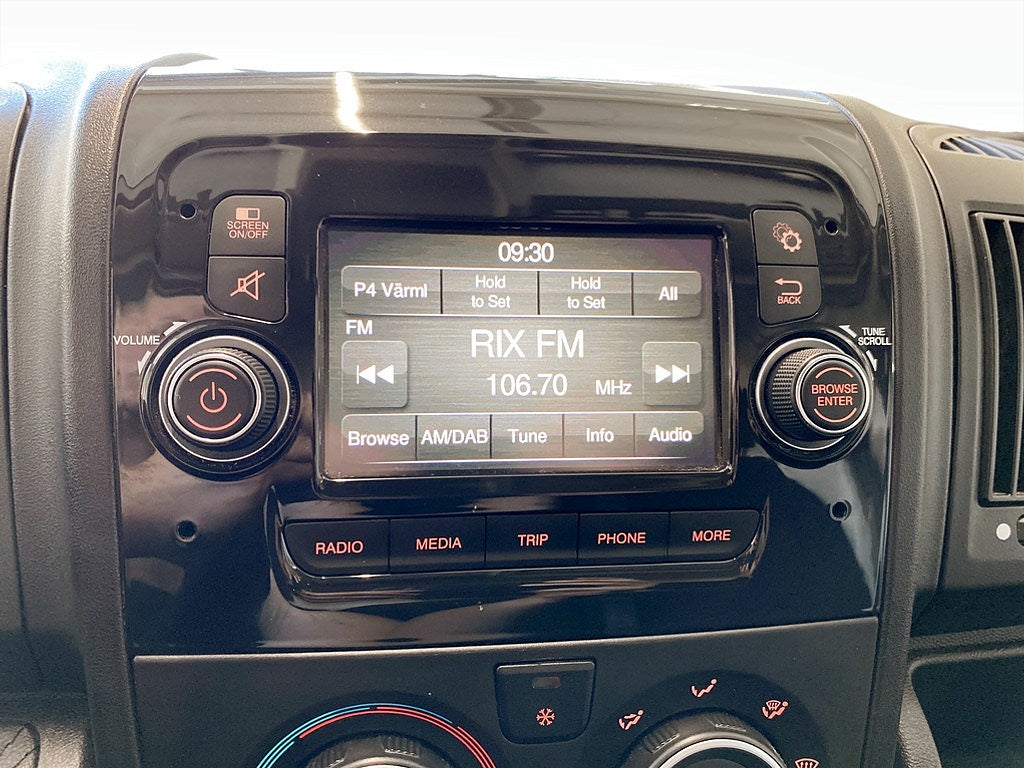 SCREEN
ON/OFF
VOLUME
09:30
P4 Värml
Hold
to Set
Hold
to Set
All
FM
RIX FM
106.70 MHz
Browse AM/DAB Tune Info Audio
BACK
TUNE
SCROLL
BROWSE
ENTER
RADIO MEDIA TRIP PHONE MORE